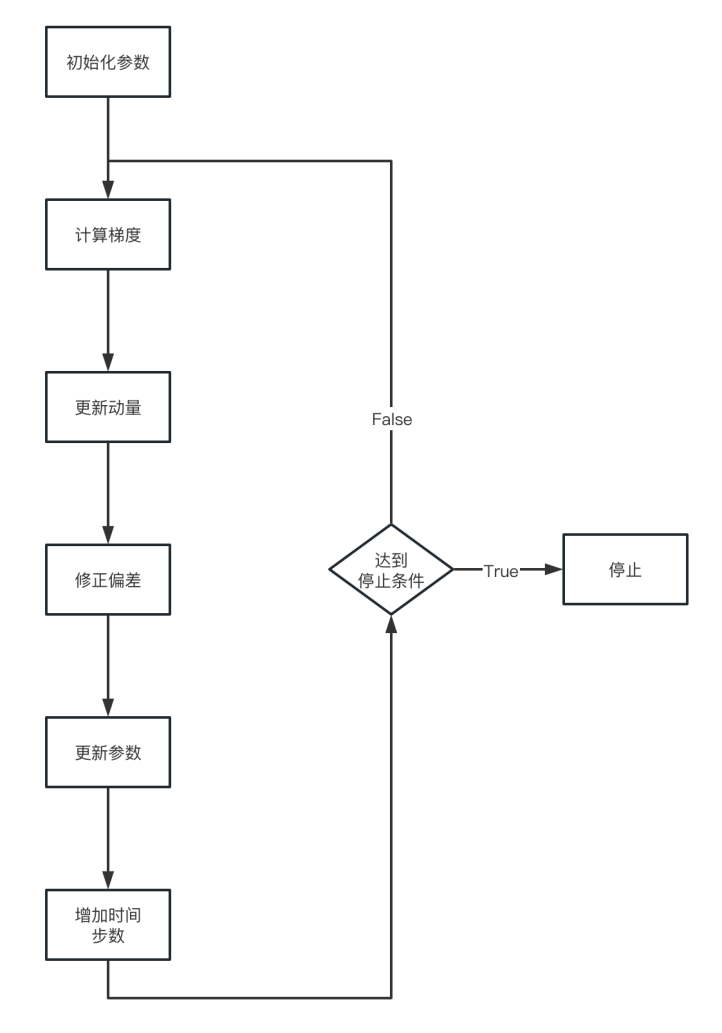 初始化参数
计算梯度
更新动量
修正偏差
更新参数
增加时间
步数
达到
停止条件
False
True
停止